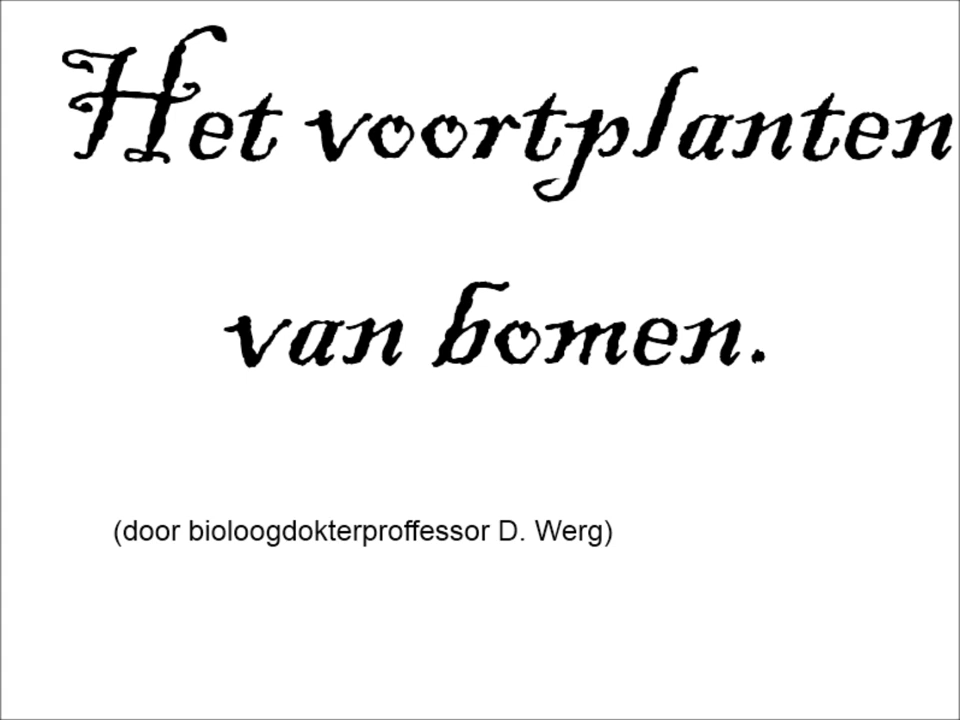 Het voortplanten
van bomen.
(door bioloogdokterproffessor D. Werg)